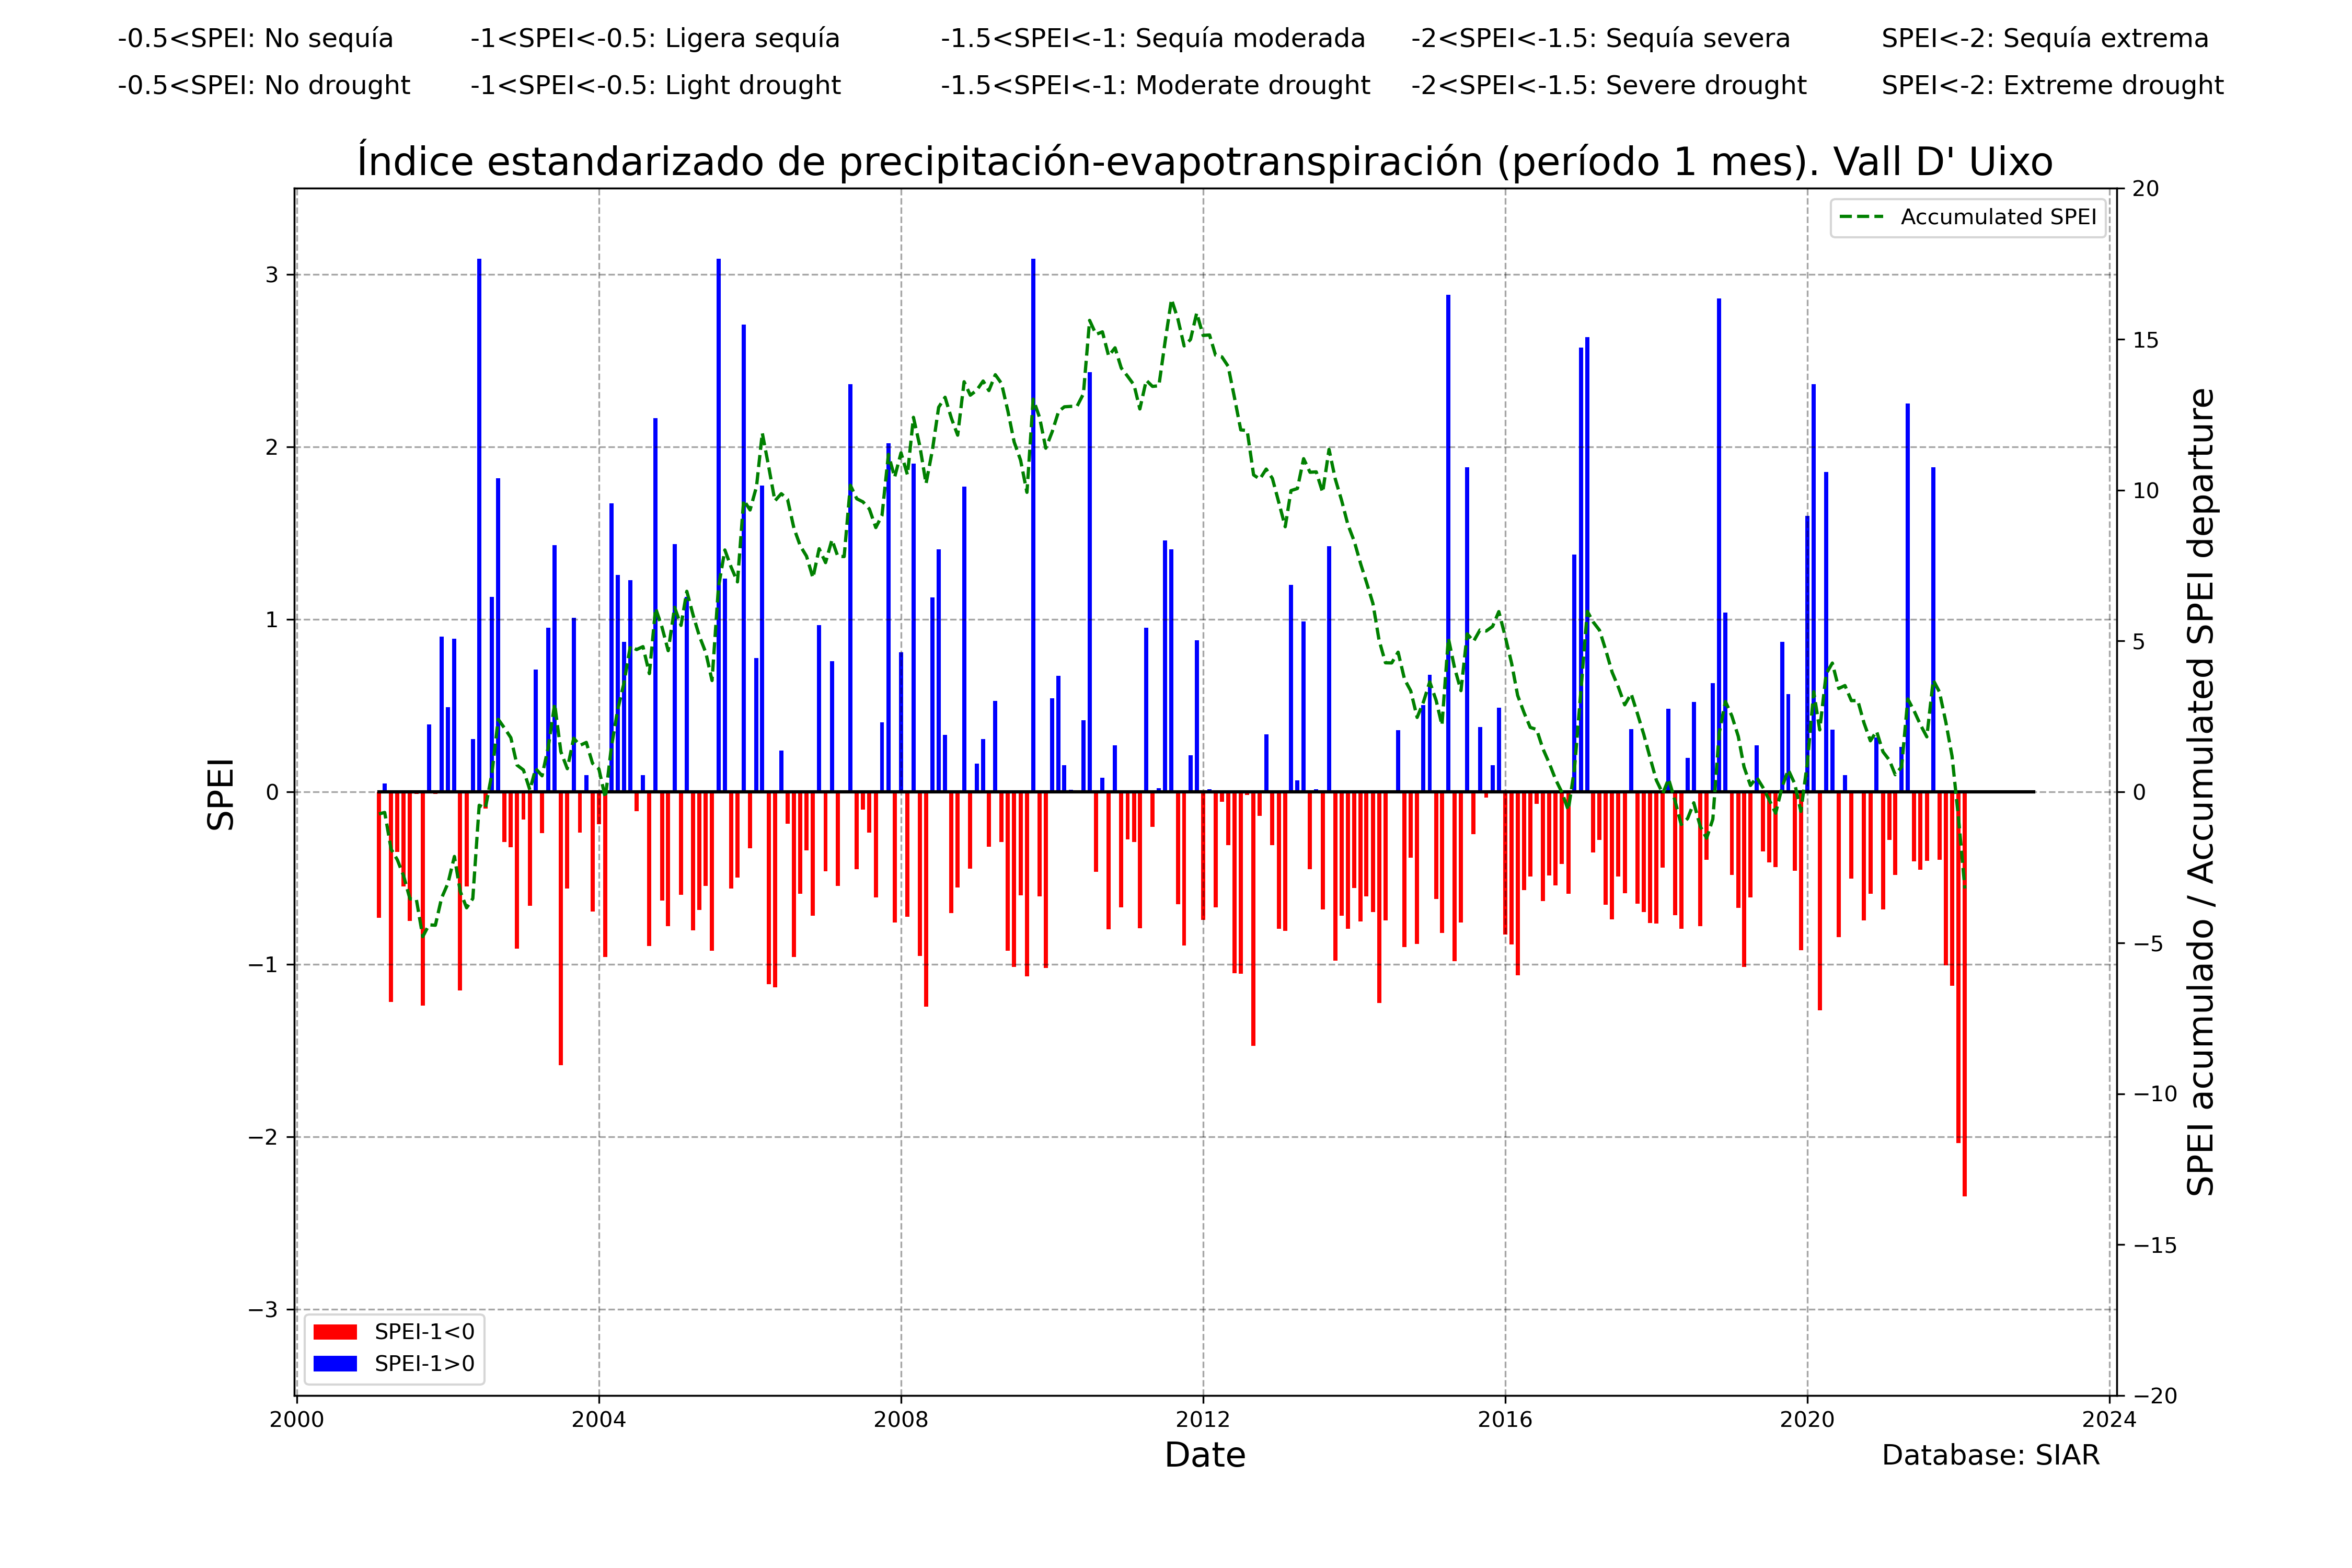 -0.5<SPEI: No sequía -1<SPEI<-0.5: Ligera sequía -1.5<SPEI<-1: Sequía moderada -2<SPEI<-1.5: Sequía severa SPEI<-2: Sequía extrema
-0.5<SPEI: No drought -1<SPEI<-0.5: Light drought -1.5<SPEI<-1: Moderate drought -2<SPEI<-1.5: Severe drought SPEI<-2: Extreme drought
Índice estandarizado de precipitación-evapotranspiración (período 1 mes). Vall D' Uixo
Accumulated SPEI
SPEI
3
2
1
0
−1
−2
−3
20
15
10
5
0
−5
−10
−15
−20
SPEI acumulado / Accumulated SPEI departure
SPEI-1<0
SPEI-1>0
2000 2004 2008 2012 2016 2020 2024
Date
Database: SIAR